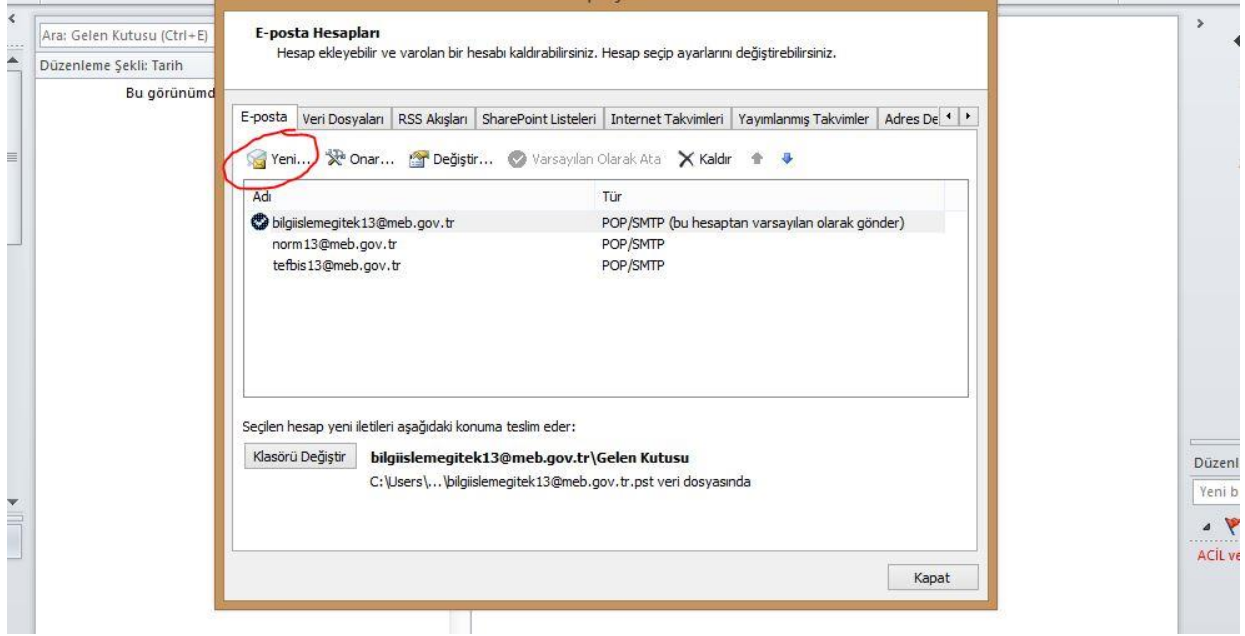 Ara: Gelen Kutusu (Ctrl+E)
Düzenleme Şekli: Tarih
Bu görünümd
E-posta Hesapları
Hesap ekleyebilir ve varolan bir hesabı kaldırabilirsiniz. Hesap seçip ayarlarını değiştirebilirsiniz.
E-posta Veri Dosyaları RSS Akışları SharePoint Listeleri Internet Takvimleri Yayımlanmış Takvimler Adres De
Yeni... Onar... Değiştir... Varsayılan Olarak Ata Kaldır
Adı Tür
bilgiislemegitek13@meb.gov.tr POP/SMTP (bu hesaptan varsayılan olarak gönder)
norm13@meb.gov.tr POP/SMTP
tefbis13@meb.gov.tr POP/SMTP
Seçilen hesap yeni iletileri aşağıdaki konuma teslim eder:
Klasörü Değiştir bilgiislemegitek13@meb.gov.tr\Gelen Kutusu
C:\Users\...\bilgiislemegitek13@meb.gov.tr.pst veri dosyasında
Kapat
Düzenl
Yeni b
ACİL ve